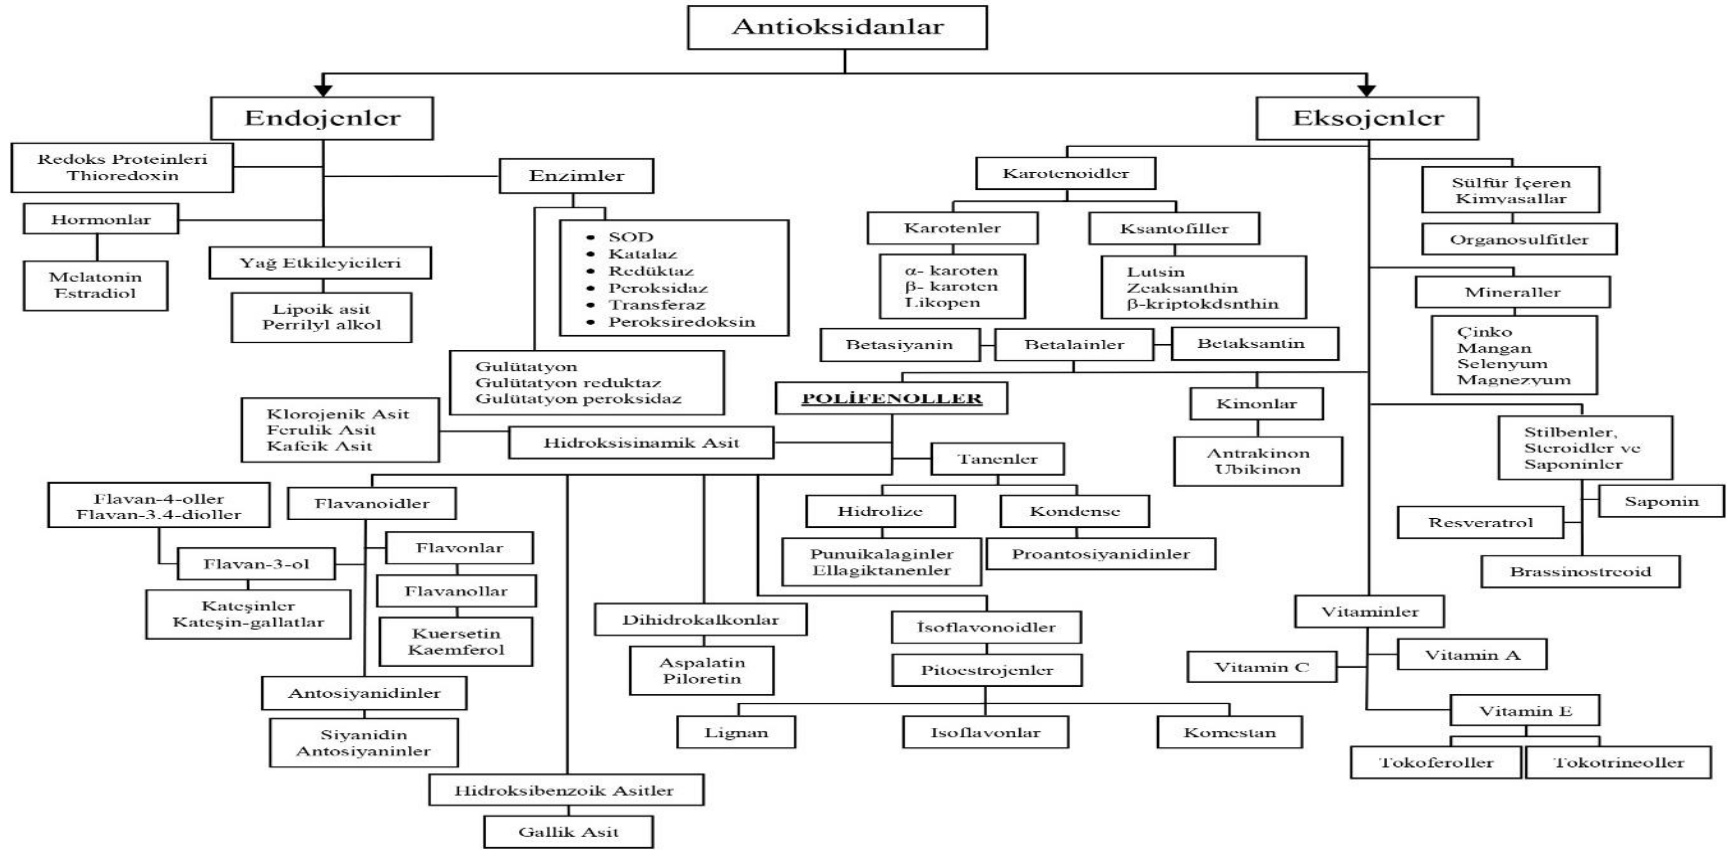 Antioksidanlar
Endojenler
Eksojenler
Redoks Proteinleri
Thioredoxin
Hormonlar
Melatonin
Estradiol
Yağ Etkileyicileri
Lipoik asit
Perrilyl alkol
Enzimler
• SOD
• Katalaz
• Redüktaz
• Peroksidaz
• Transferaz
• Peroksiredoksin
Gulütatyon
Gulütatyon reduktaz
Gulütatyon peroksidaz
Karotenoidler
Karotenler
α- karoten
β- karoten
Likopen
Ksantofiller
Lutsin
Zeaksanthin
β-kriptokdsnthin
Sülfür İçeren
Kimyasallar
Organosulfitler
Mineraller
Çinko
Mangan
Selenyum
Magnezyum
Betasiyanin
Betalainler
Betaksantin
POLİFENOLLER
Kinonlar
Antrakinon
Ubikinon
Stilbenler,
Steroidler ve
Saponinler
Saponin
Resveratrol
Brassinostreoid
Klorojenik Asit
Ferulik Asit
Kafeik Asit
Hidroksisinamik Asit
Tanenler
Hidrolize
Kondense
Punuikalaginler
Ellagiktanenler
Proantosiyanidinler
Flavan-4-oller
Flavan-3,4-dioller
Flavanoidler
Flavan-3-ol
Kateşinler
Kateşin-gallatlar
Flavonlar
Flavanollar
Kuersetin
Kaemferol
Antosiyanidinler
Siyanidin
Antosiyaninler
Dihidrokalkonlar
Aspalatin
Piloretin
İsoflavonoidler
Pitoestrojenler
Lignan
Isoflavonlar
Komestan
Hidroksibenzoik Asitler
Gallik Asit
Vitaminler
Vitamin C
Vitamin A
Vitamin E
Tokoferoller
Tokotrineoller